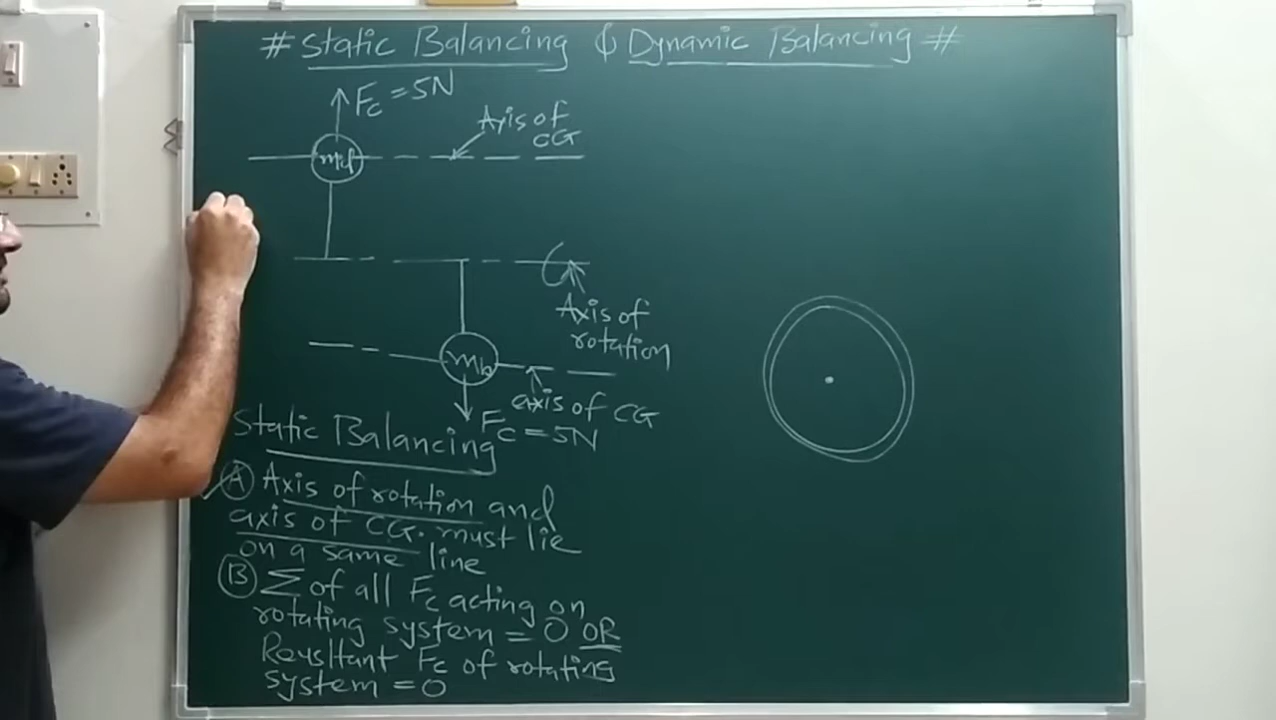 # Static Balancing & Dynamic Balancing #
Fc = 5N
Axis of
CG
Axis of
rotation
mb
axis of CG
Fc = 5N
Static Balancing
A Axis of rotation and
axis of CG. must lie
on a same line
B Σ of all Fc acting on
rotating system = 0 OR
Reusltant Fc of rotating
system = 0